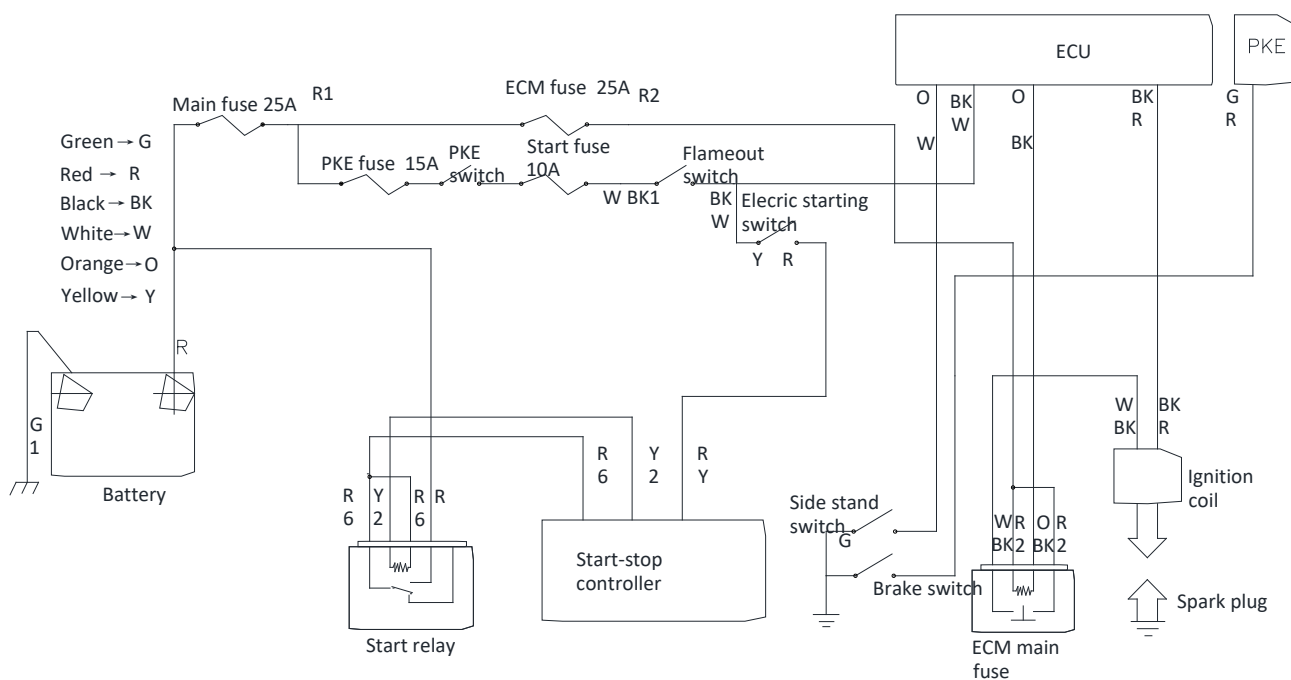 ECU
PKE
Main fuse 25A
R1
ECM fuse 25A
R2
O
W
BK
W
O
BK
BK
R
G
R
Green→G
Red → R
Black→BK
White→W
Orange→O
Yellow→ Y
PKE fuse 15A
PKE
switch
Start fuse
10A
Flameout
switch
W BK1
BK
W
Elecric starting
switch
Y R
R
G
1
Battery
R
6
Y
2
R
6
R
Start relay
R
6
Y
2
R
Y
Start-stop
controller
Side stand
switch
G
Brake switch
W
BK
R
2
O
BK
R
2
ECM main
fuse
W
BK
BK
R
Ignition
coil
Spark plug